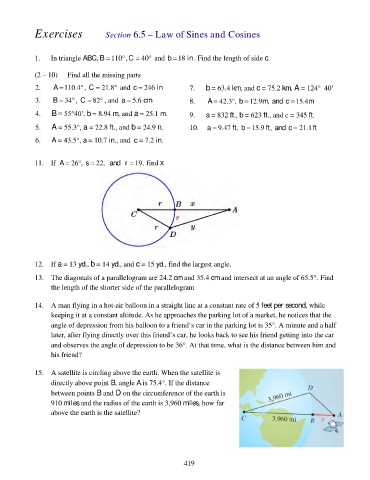 Exercises Section 6.5 – Law of Sines and Cosines
1. In triangle ABC, B = 110°, C = 40° and b = 18 in. Find the length of side c.
(2 – 10) Find all the missing parts
2. A = 110.4°, C = 21.8° and c = 246 in
3. B = 34°, C = 82°, and a = 5.6 cm
4. B = 55°40', b = 8.94 m, and a = 25.1 m.
5. A = 55.3°, a = 22.8 ft., and b = 24.9 ft.
6. A = 43.5°, a = 10.7 in., and c = 7.2 in.
7. b = 63.4 km, and c = 75.2 km, A = 124° 40'
8. A = 42.3°, b = 12.9m, and c = 15.4m
9. a = 832 ft., b = 623 ft., and c = 345 ft.
10. a = 9.47 ft, b = 15.9 ft, and c = 21.1 ft
11. If A = 26°, s = 22, and r = 19, find x
r B x
C s A
r y
D
12. If a = 13 yd., b = 14 yd., and c = 15 yd., find the largest angle.
13. The diagonals of a parallelogram are 24.2 cm and 35.4 cm and intersect at an angle of 65.5°. Find
the length of the shorter side of the parallelogram
14. A man flying in a hot-air balloon in a straight line at a constant rate of 5 feet per second, while
keeping it at a constant altitude. As he approaches the parking lot of a market, he notices that the
angle of depression from his balloon to a friend's car in the parking lot is 35°. A minute and a half
later, after flying directly over this friend's car, he looks back to see his friend getting into the car
and observes the angle of depression to be 36°. At that time, what is the distance between him and
his friend?
15. A satellite is circling above the earth. When the satellite is
directly above point B, angle A is 75.4°. If the distance
between points B and D on the circumference of the earth is
910 miles and the radius of the earth is 3,960 miles, how far
above the earth is the satellite?
D
3,960 mi
A
C 3,960 mi B x
419